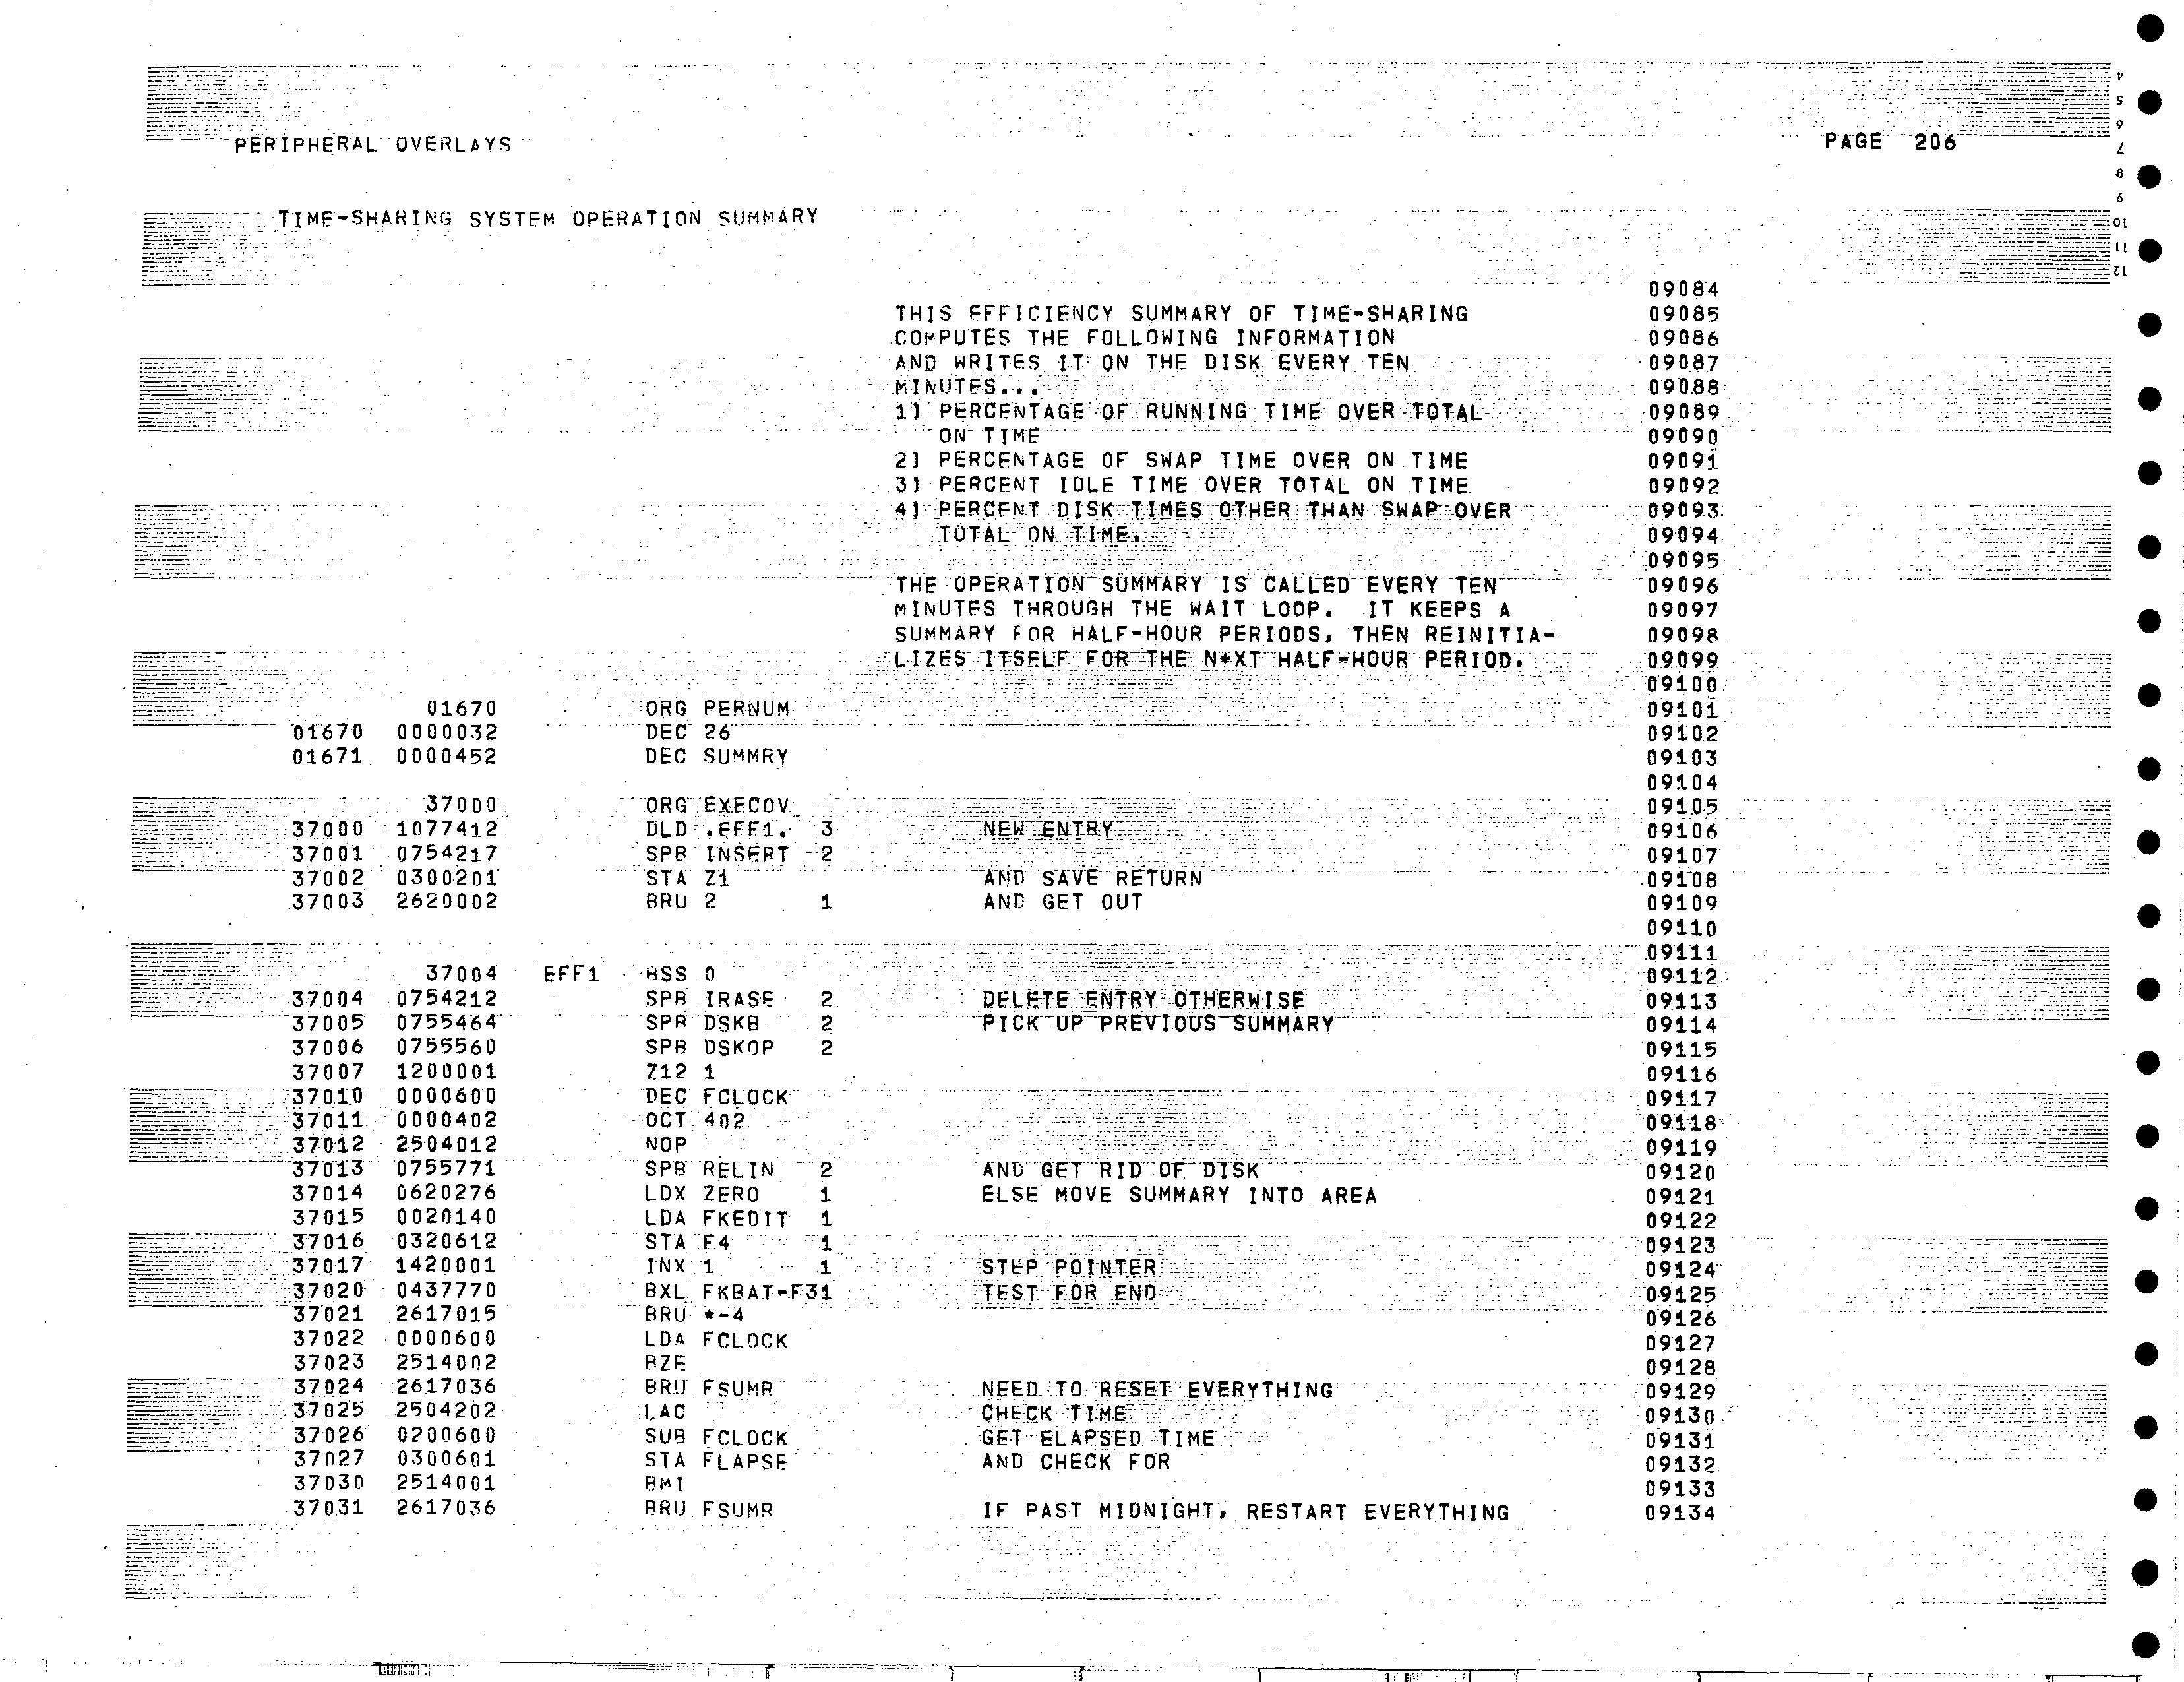 PERIPHERAL OVERLAYS PAGE 206
TIME-SHARING SYSTEM OPERATION SUMMARY
09084
THIS EFFICIENCY SUMMARY OF TIME-SHARING 09085
COMPUTES THE FOLLOWING INFORMATION 09086
AND WRITES IT ON THE DISK EVERY TEN 09087
MINUTES... 09088
1] PERCENTAGE OF RUNNING TIME OVER TOTAL 09089
ON TIME 09090
2] PERCENTAGE OF SWAP TIME OVER ON TIME 09091
3] PERCENT IDLE TIME OVER TOTAL ON TIME 09092
4] PERCENT DISK TIMES OTHER THAN SWAP OVER 09093
TOTAL ON TIME. 09094
09095
THE OPERATION SUMMARY IS CALLED EVERY TEN 09096
MINUTES THROUGH THE WAIT LOOP. IT KEEPS A 09097
SUMMARY FOR HALF-HOUR PERIODS, THEN REINITIA- 09098
LIZES ITSELF FOR THE N+XT HALF-HOUR PERIOD. 09099
09100
01670 ORG PERNUM 09101
01670 0000032 DEC 26 09102
01671 0000452 DEC SUMMRY 09103
09104
37000 ORG EXECOV 09105
37000 1077412 DLD .EFF1. 3 NEW ENTRY 09106
37001 0754217 SPB INSERT 2 09107
37002 0300201 STA Z1 AND SAVE RETURN 09108
37003 2620002 BRU 2 1 AND GET OUT 09109
09110
09111
37004 EFF1 BSS 0 09112
37004 0754212 SPB IRASE 2 DELETE ENTRY OTHERWISE 09113
37005 0755464 SPB DSKB 2 PICK UP PREVIOUS SUMMARY 09114
37006 0755560 SPB DSKOP 2 09115
37007 1200001 Z12 1 09116
37010 0000600 DEC FCLOCK 09117
37011 0000402 OCT 402 09118
37012 2504012 NOP 09119
37013 0755771 SPB RELIN 2 AND GET RID OF DISK 09120
37014 0620276 LDX ZERO 1 ELSE MOVE SUMMARY INTO AREA 09121
37015 0020140 LDA FKEDIT 1 09122
37016 0320612 STA F4 1 09123
37017 1420001 INX 1 1 STEP POINTER 09124
37020 0437770 BXL FKBAT-F31 TEST FOR END 09125
37021 2617015 BRU *-4 09126
37022 0000600 LDA FCLOCK 09127
37023 2514002 BZE 09128
37024 2617036 BRU FSUMR NEED TO RESET EVERYTHING 09129
37025 2504202 LAC CHECK TIME 09130
37026 0200600 SUB FCLOCK GET ELAPSED TIME 09131
37027 0300601 STA FLAPSE AND CHECK FOR 09132
37030 2514001 BMI 09133
37031 2617036 BRU FSUMR IF PAST MIDNIGHT, RESTART EVERYTHING 09134
4
5
6
7
8
9
10
11
12